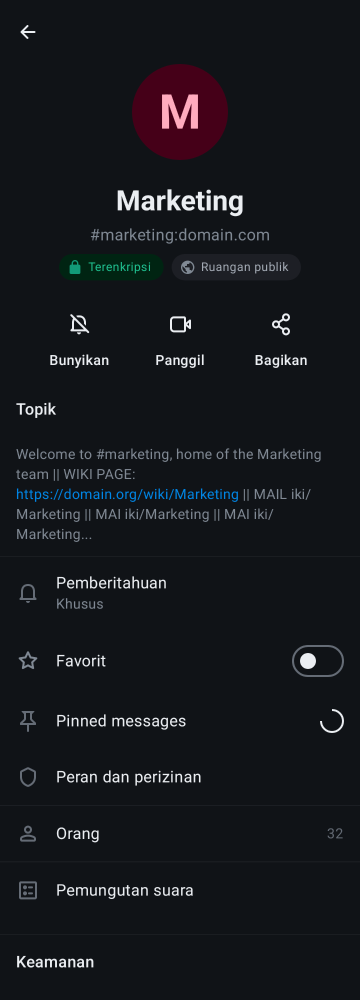 M
Marketing
#marketing:domain.com
Terenkripsi
Ruangan publik
Bunyikan
Panggil
Bagikan
Topik
Welcome to #marketing, home of the Marketing
team || WIKI PAGE:
https://domain.org/wiki/Marketing || MAIL iki/
Marketing || MAI iki/Marketing || MAI iki/
Marketing...
Pemberitahuan
Khusus
Favorit
Pinned messages
Peran dan perizinan
Orang 32
Pemungutan suara
Keamanan